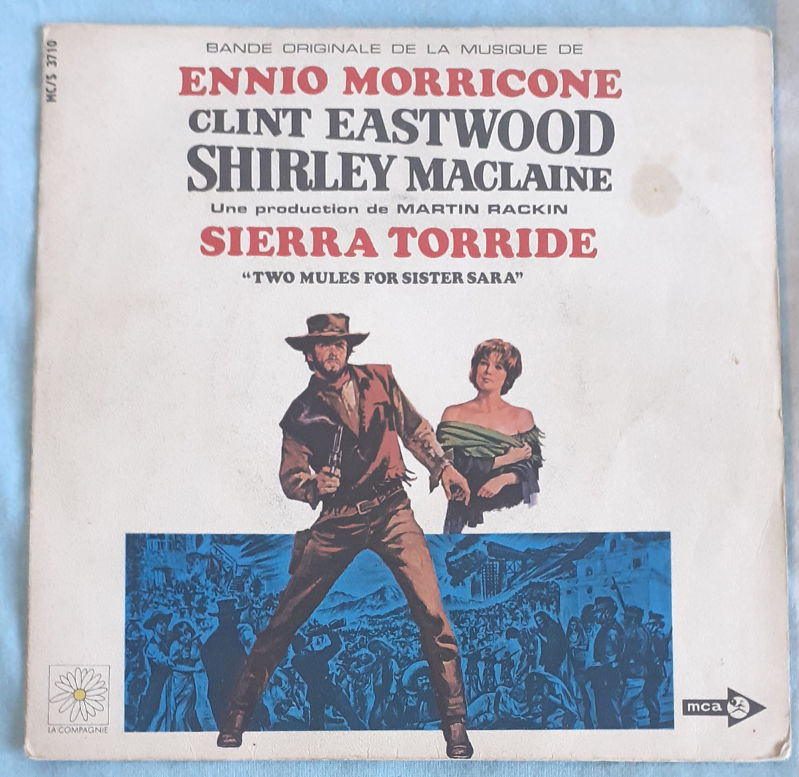 MC/S 3710
BANDE ORIGINALE DE LA MUSIQUE DE
ENNIO MORRICONE
CLINT EASTWOOD
SHIRLEY MACLAINE
Une production de MARTIN RACKIN
SIERRA TORRIDE
“TWO MULES FOR SISTER SARA”
LA COMPAGNIE
mca